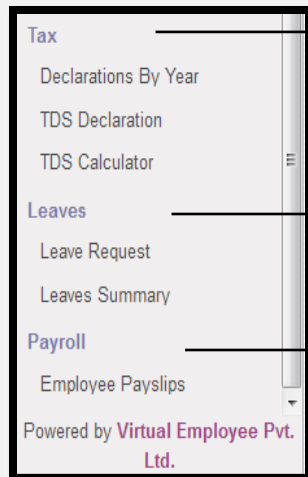 Tax
Declarations By Year
TDS Declaration
TDS Calculator
Leaves
Leave Request
Leaves Summary
Payroll
Employee Payslips
Powered by Virtual Employee Pvt.
Ltd.